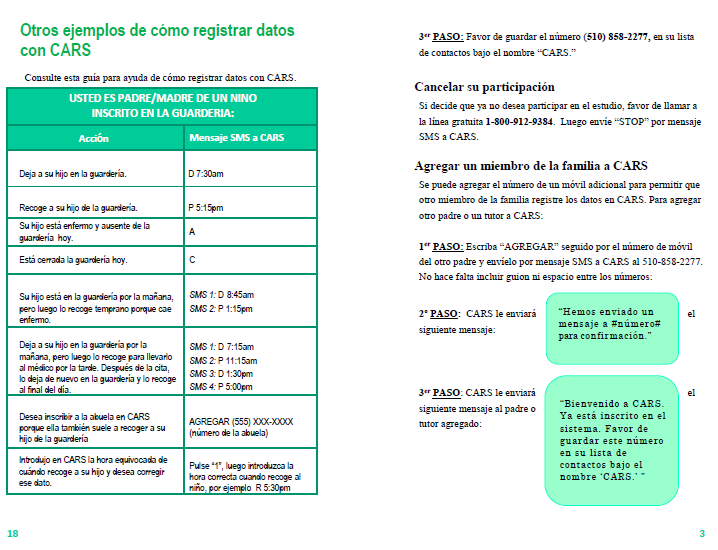 Otros ejemplos de cómo registrar datos
con CARS
Consulte esta guía para ayuda de cómo registrar datos con CARS.
USTED ES PADRE/MADRE DE UN NINO
INSCRITO EN LA GUARDERIA:
Acción
Mensaje SMS a CARS
Deja a su hijo en la guardería.
D 7:30am
Recoge a su hijo de la guardería.
P 5:15pm
Su hijo está enfermo y ausente de la
guardería hoy.
A
Está cerrada la guardería hoy.
C
Su hijo está en la guardería por la mañana,
pero luego lo recoge temprano porque cae
enfermo.
SMS 1: D 8:45am
SMS 2: P 1:15pm
Deja a su hijo en la guardería por la
mañana, pero luego lo recoge para llevarlo
al médico por la tarde. Después de la cita,
lo deja de nuevo en la guardería y lo recoge
al final del día.
SMS 1: D 7:15am
SMS 2: P 11:15am
SMS 3: D 1:30pm
SMS 4: P 5:00pm
Desea inscribir a la abuela en CARS
porque ella también suele a recoger a su
hijo de la guardería
AGREGAR (555) XXX-XXXX
(número de la abuela)
Introdujo en CARS la hora equivocada de
cuándo recoge a su hijo y desea corregir
ese dato.
Pulse "1", luego introduzca la
hora correcta cuando recoge al
niño, por ejemplo R 5:30pm
18
3er PASO: Favor de guardar el número (510) 858-2277, en su lista
de contactos bajo el nombre "CARS."
Cancelar su participación
Si decide que ya no desea participar en el estudio, favor de llamar a
la línea gratuita 1-800-912-9384. Luego envíe "STOP" por mensaje
SMS a CARS.
Agregar un miembro de la familia a CARS
Se puede agregar el número de un móvil adicional para permitir que
otro miembro de la familia registre los datos en CARS. Para agregar
otro padre o un tutor a CARS:
1er PASO: Escriba "AGREGAR" seguido por el número de móvil
del otro padre y envíelo por mensaje SMS a CARS al 510-858-2277.
No hace falta incluir guion ni espacio entre los números:
2º PASO: CARS le enviará el
siguiente mensaje:
"Hemos enviado un
mensaje a #número#
para confirmación."
3er PASO: CARS le enviará el
siguiente mensaje al padre o
tutor agregado:
"Bienvenido a CARS.
Ya está inscrito en el
sistema. Favor de
guardar este número
en su lista de
contactos bajo el
nombre 'CARS.' "
3